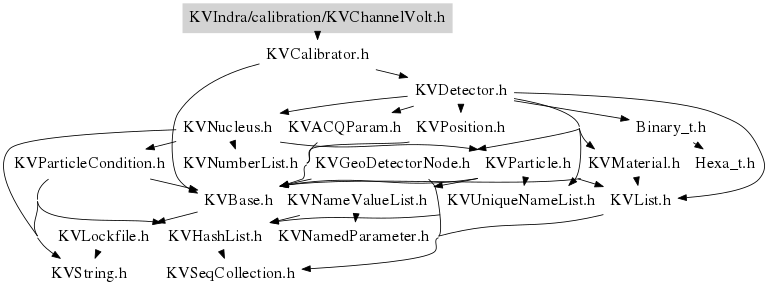 KVIndra/calibration/KVChannelVolt.h
KVCalibrator.h
KVDetector.h
KVNucleus.h KVACQParam.h KVPosition.h Binary_t.h
KVParticleCondition.h KVNumberList.h KVGeoDetectorNode.h KVParticle.h KVMaterial.h Hexa_t.h
KVBase.h KVNameValueList.h KVUniqueNameList.h KVList.h
KVLockfile.h KVHashList.h KVNamedParameter.h
KVString.h KVSeqCollection.h